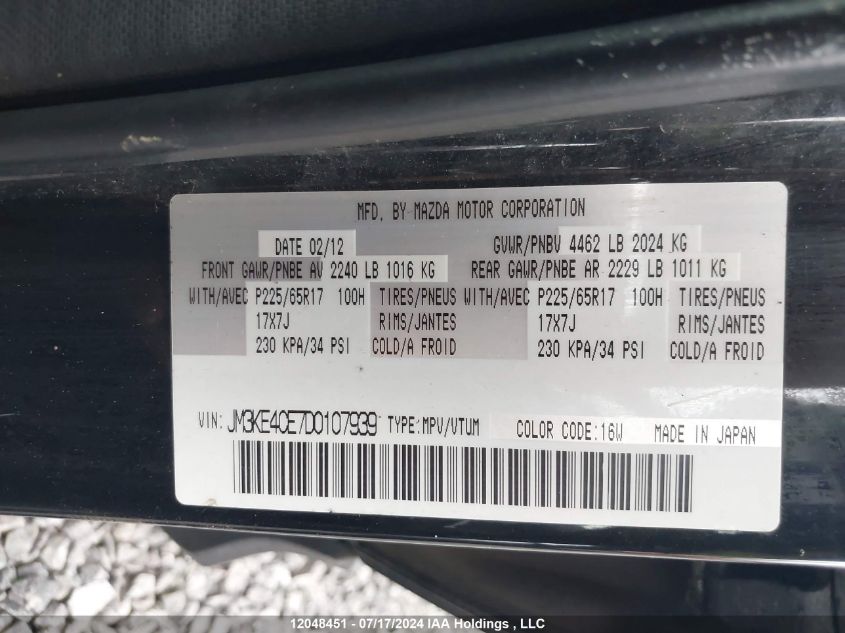 MFD. BY MAZDA MOTOR CORPORATION
DATE 02/12 GVWR/PNBV 4462 LB 2024 KG
FRONT GAWR/PNBE AV 2240 LB 1016 KG REAR GAWR/PNBE AR 2229 LB 1011 KG
WITH/AVEC P225/65R17 100H TIRES/PNEUS WITH/AVEC P225/65R17 100H TIRES/PNEUS
17X7J RIMS/JANTES 17X7J RIMS/JANTES
230 KPA/34 PSI COLD/A FROID 230 KPA/34 PSI COLD/A FROID
VIN: JM3KE4CE7D0107939 TYPE:MPV/VTUM COLOR CODE:16W MADE IN JAPAN
12048451 - 07/17/2024 IAA Holdings , LLC